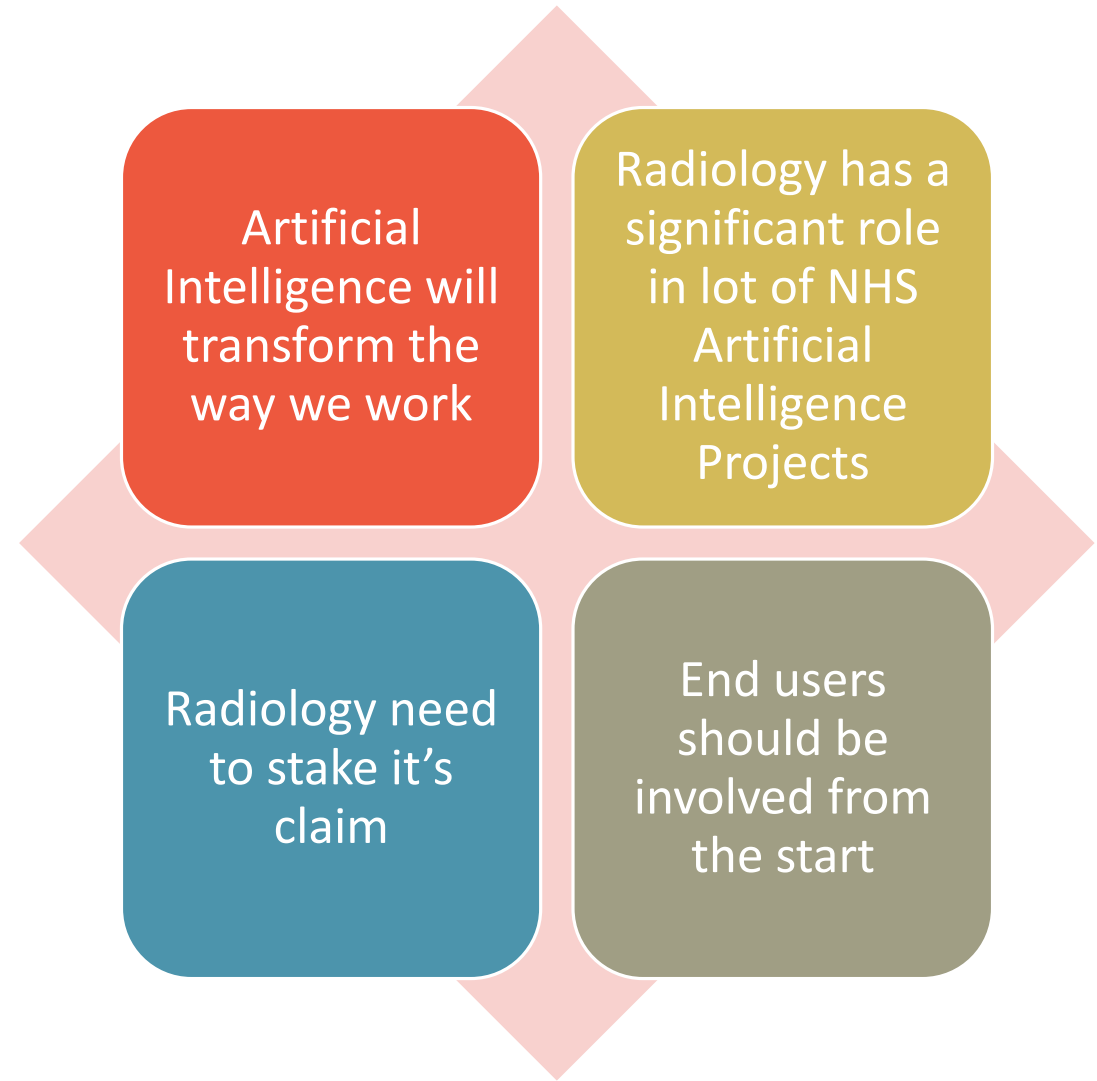 Artificial
Intelligence will
transform the
way we work
Radiology has a
significant role
in lot of NHS
Artificial
Intelligence
Projects
Radiology need
to stake it’s
claim
End users
should be
involved from
the start